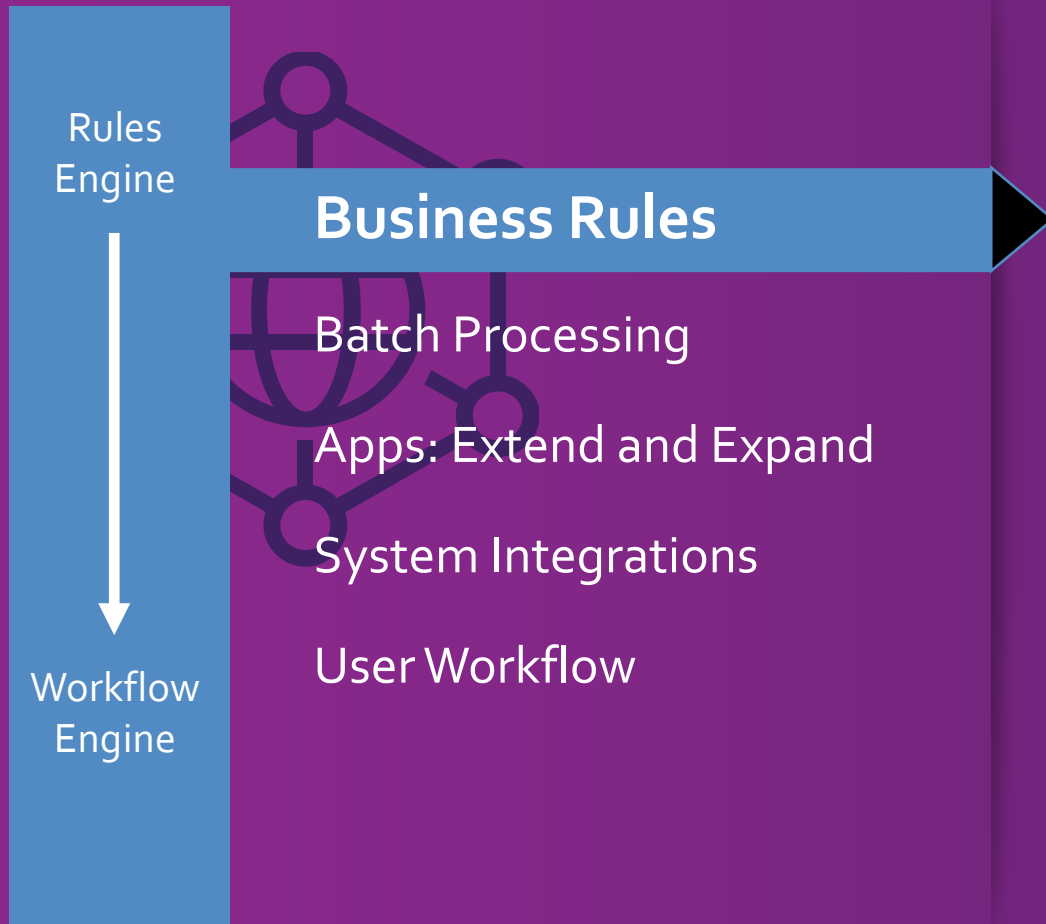 Rules
Engine
Business Rules
Batch Processing
Apps: Extend and Expand
System Integrations
User Workflow
Workflow
Engine